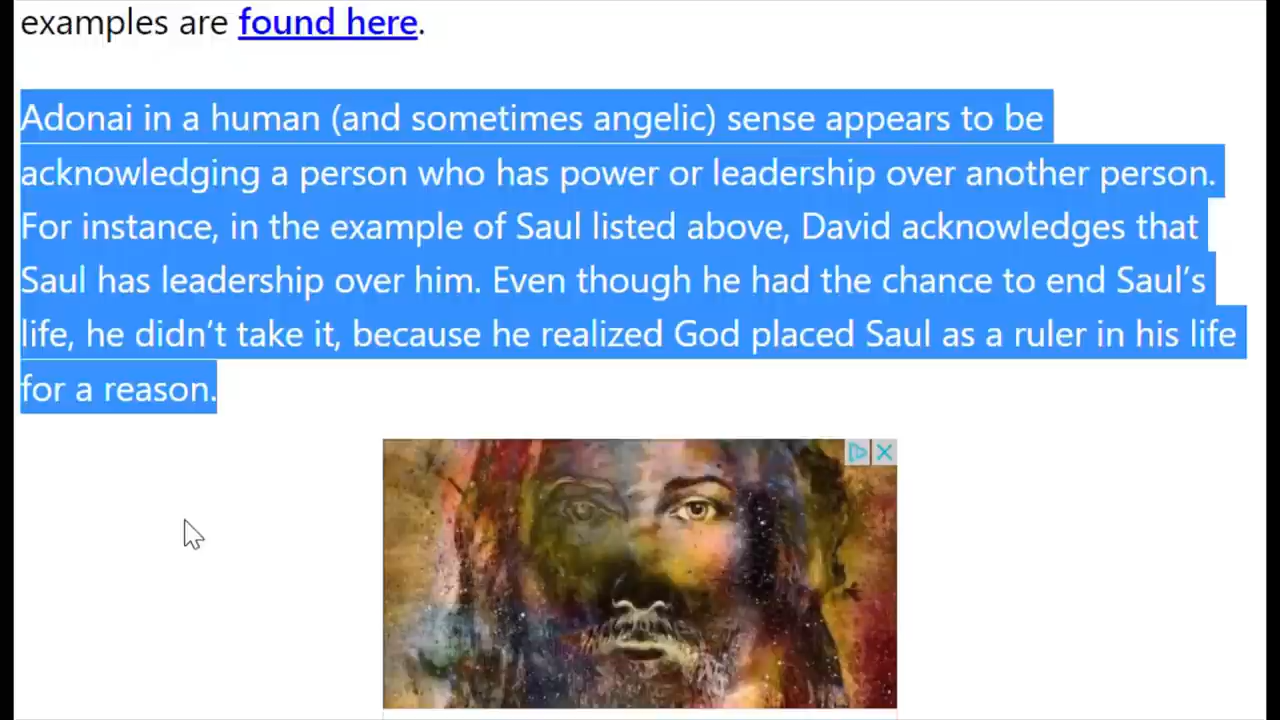 examples are found here.
Adonai in a human (and sometimes angelic) sense appears to be
acknowledging a person who has power or leadership over another person.
For instance, in the example of Saul listed above, David acknowledges that
Saul has leadership over him. Even though he had the chance to end Saul’s
life, he didn’t take it, because he realized God placed Saul as a ruler in his life
for a reason.